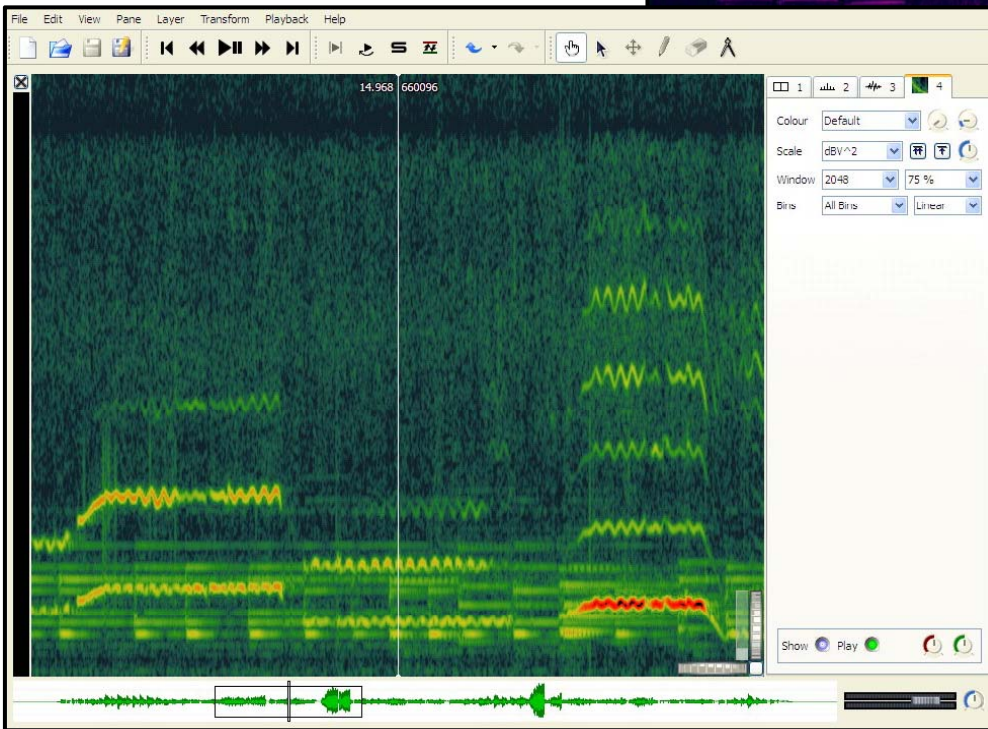 File Edit View Pane Layer Transform Playback Help
14.968 660096
1 2 3 4
Colour Default
Scale dBV^2
Window 2048 75 %
Bins All Bins Linear
Show Play